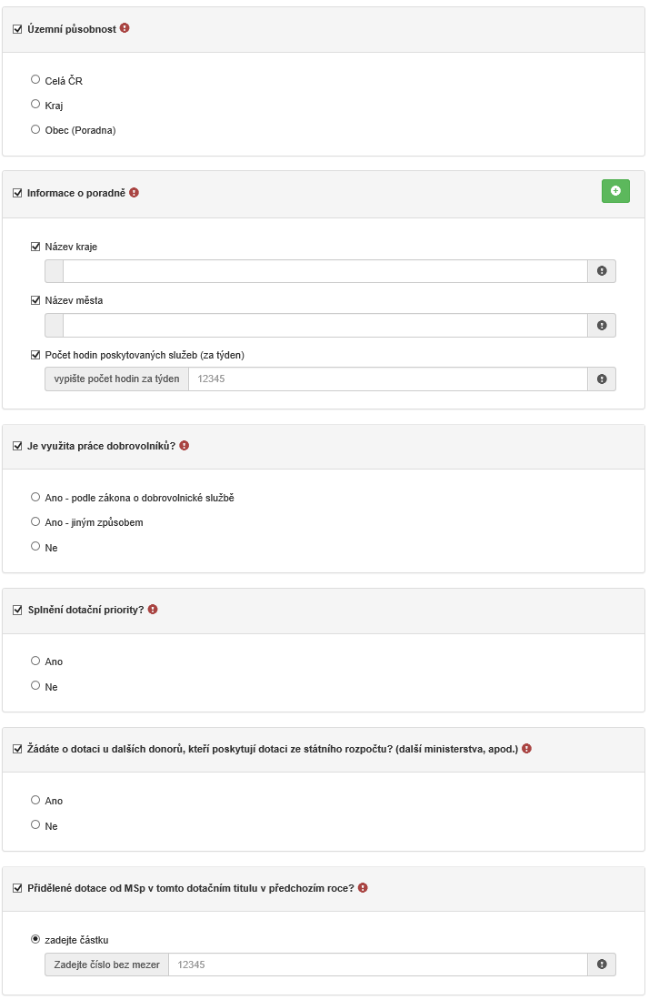 Územní působnost
Celá ČR
Kraj
Obec (Poradna)
Informace o poradně
Název kraje
Název města
Počet hodin poskytovaných služeb (za týden)
vypište počet hodin za týden 12345
Je využita práce dobrovolníků?
Ano - podle zákona o dobrovolnické službě
Ano - jiným způsobem
Ne
Splnění dotační priority?
Ano
Ne
Žádáte o dotaci u dalších donorů, kteří poskytují dotaci ze státního rozpočtu? (další ministerstva, apod.)
Ano
Ne
Přidělené dotace od MSp v tomto dotačním titulu v předchozím roce?
zadejte částku
Zadejte číslo bez mezer 12345